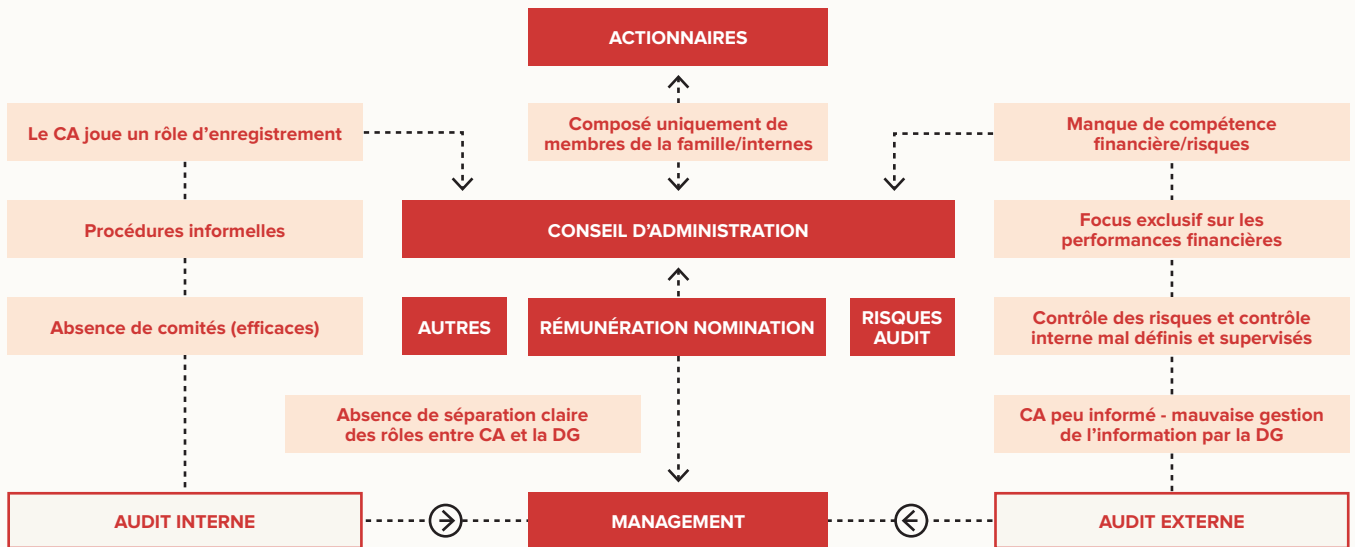 ACTIONNAIRES
Le CA joue un rôle d’enregistrement
Composé uniquement de
membres de la famille/internes
Manque de compétence
financière/risques
Procédures informelles
CONSEIL D’ADMINISTRATION
Focus exclusif sur les
performances financières
Absence de comités (efficaces)
AUTRES
RÉMUNÉRATION NOMINATION
RISQUES
AUDIT
Contrôle des risques et contrôle
interne mal définis et supervisés
Absence de séparation claire
des rôles entre CA et la DG
CA peu informé - mauvaise gestion
de l’information par la DG
AUDIT INTERNE
MANAGEMENT
AUDIT EXTERNE